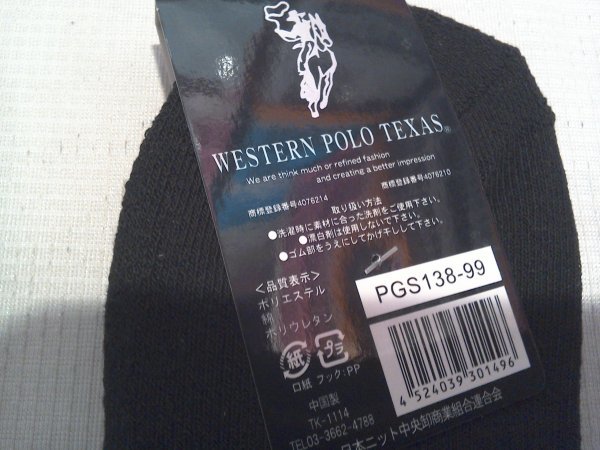 WESTERN POLO TEXAS®
We are think much or refined fashion
and creating a better impression
商標登録番号4076214 商標登録番号4076210
取り扱い方法
●洗濯時に素材に合った洗剤をご使用下さい。
●漂白剤は使用しないで下さい。
●ゴム部をうえにしてかげ干しして下さい。
<品質表示>
ポリエステル
綿
ポリウレタン
PGS138-99
紙 プラ
口紙 フック:PP
中国製
TK-1114
TEL03-3662-4788
日本ニット中央卸商業組合連合会
4 524039 301496